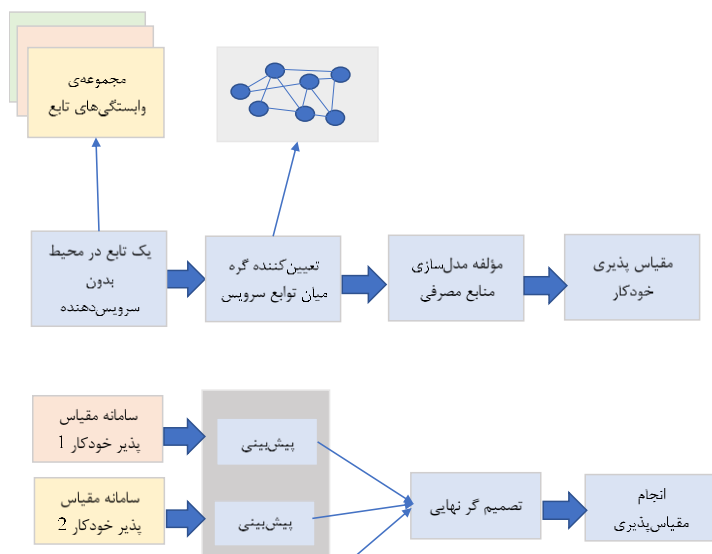 مجموعه‌ی
وابستگی‌های تابع
یک تابع در محیط
بدون
سرویس‌دهنده
تعیین‌کننده گره
میان توابع سرویس
مؤلفه مدل‌سازی
منابع مصرفی
مقیاس پذیری
خودکار
سامانه مقیاس
پذیر خودکار 1
پیش‌بینی
سامانه مقیاس
پذیر خودکار 2
پیش‌بینی
تصمیم گر نهایی
انجام
مقیاس‌پذیری